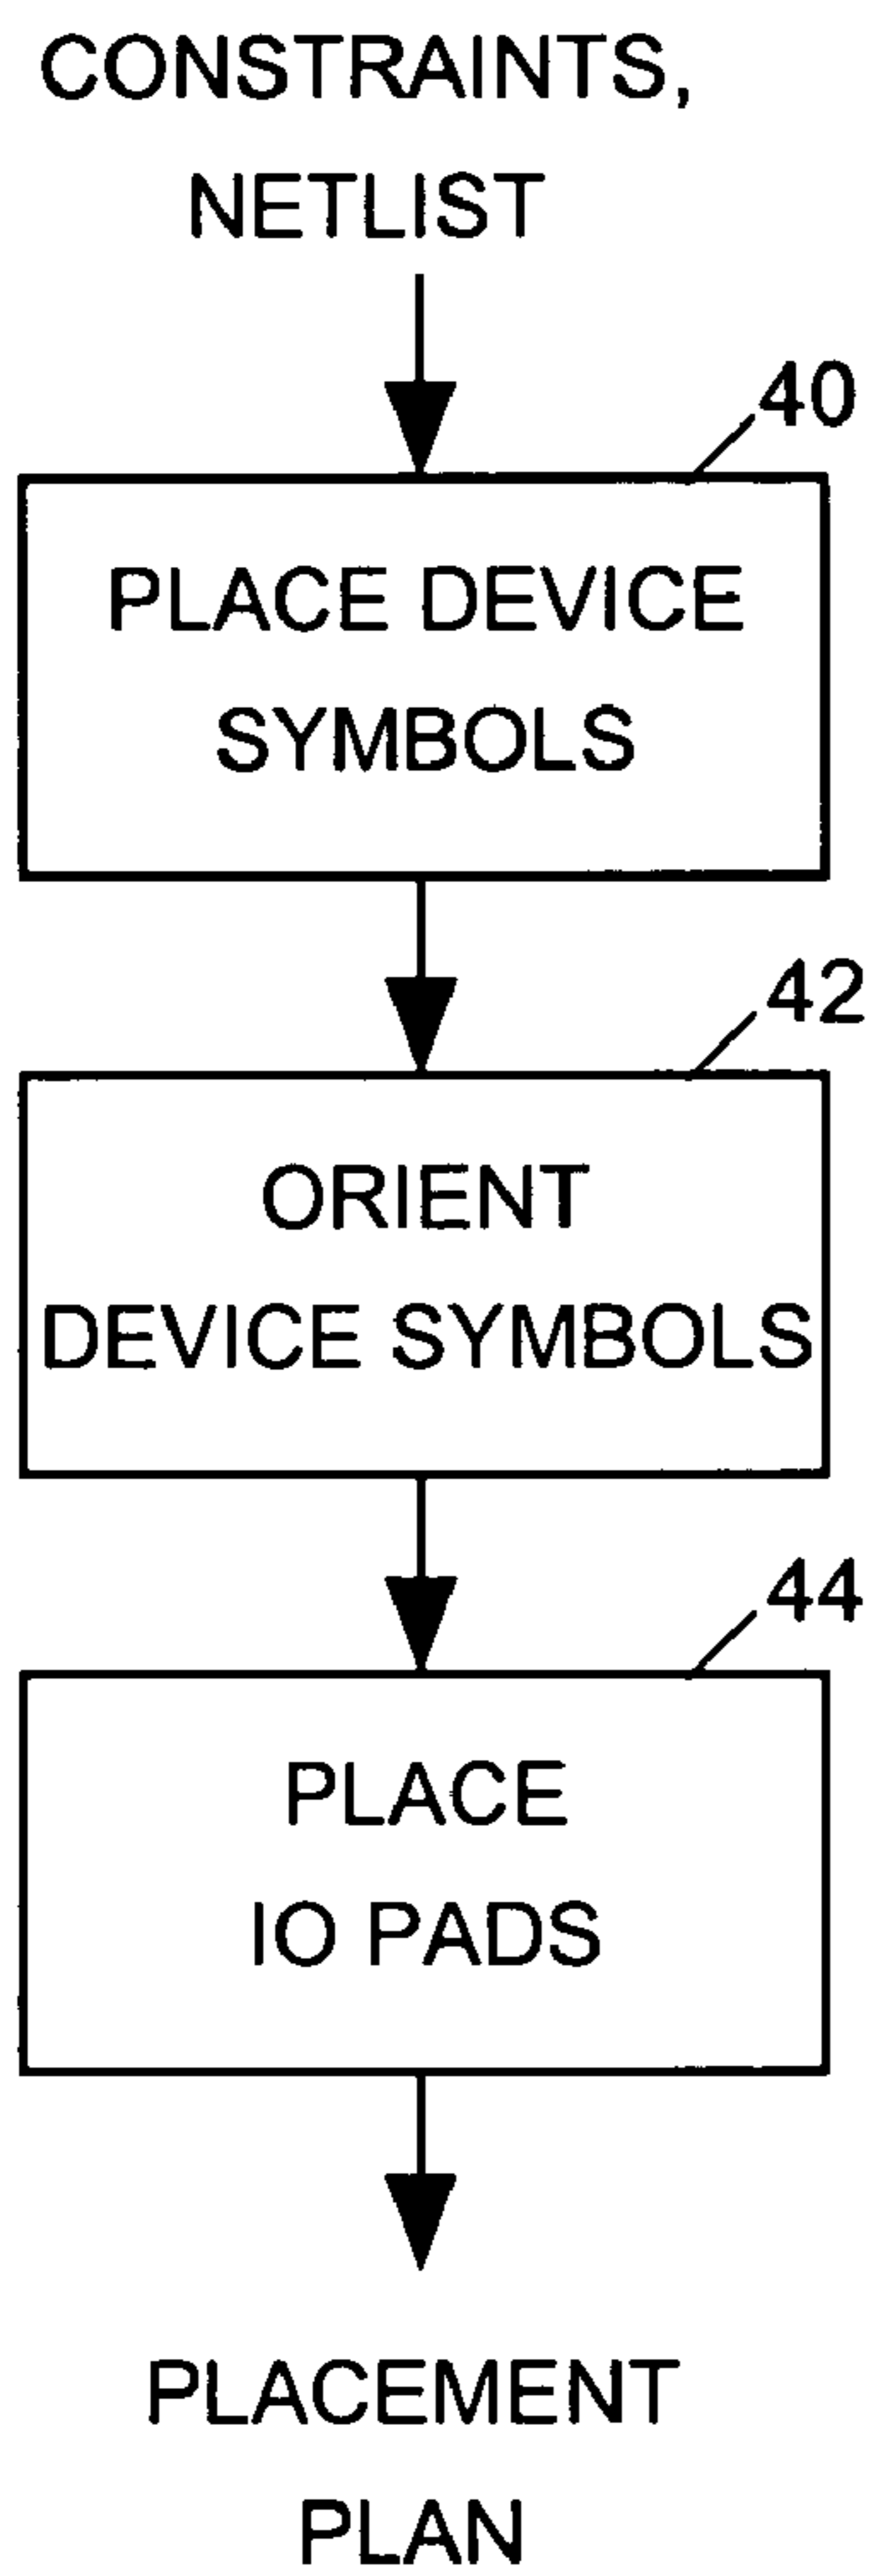 CONSTRAINTS,
NETLIST
40
PLACE DEVICE
SYMBOLS
42
ORIENT
DEVICE SYMBOLS
44
PLACE
IO PADS
PLACEMENT
PLAN